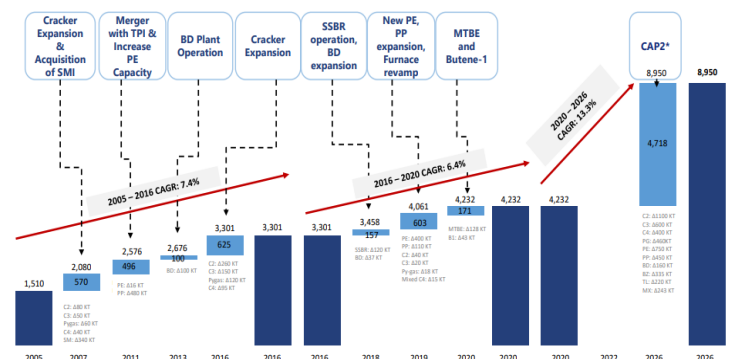 Cracker
Expansion
&
Acquisition
of SMI
Merger
with TPI &
Increase
PE
Capacity
BD Plant
Operation
Cracker
Expansion
SSBR
operation,
BD
expansion
New PE,
PP
expansion,
Furnace
revamp
MTBE
and
Butene-1
CAP2*
2005 – 2016 CAGR: 7.4%
2016 – 2020 CAGR: 6.4%
2020 – 2026
CAGR: 13.3%
1,510
2,080
570
C2: Δ80 KT
C3: Δ50 KT
Pygas: Δ60 KT
C4: Δ40 KT
SM: Δ340 KT
2,576
496
PE: Δ16 KT
PP: Δ480 KT
2,676
100
BD: Δ100 KT
3,301
625
C2: Δ260 KT
C3: Δ150 KT
Pygas: Δ120 KT
C4: Δ95 KT
3,301
3,301
3,458
157
SSBR: Δ120 KT
BD: Δ37 KT
4,061
603
PE: Δ400 KT
PP: Δ110 KT
C2: Δ40 KT
C3: Δ20 KT
Py-gas: Δ18 KT
Mixed C4: Δ15 KT
4,232
171
MTBE: Δ128 KT
B1: Δ43 KT
4,232
4,232
8,950
4,718
C2: Δ1100 KT
C3: Δ600 KT
C4: Δ400 KT
PG: Δ460KT
PE: Δ750 KT
PP: Δ450 KT
BD: Δ160 KT
BZ: Δ335 KT
TL: Δ220 KT
MX: Δ243 KT
8,950
2005 2007 2011 2013 2016 2016 2016 2018 2019 2020 2020 2020 2022 2026 2026